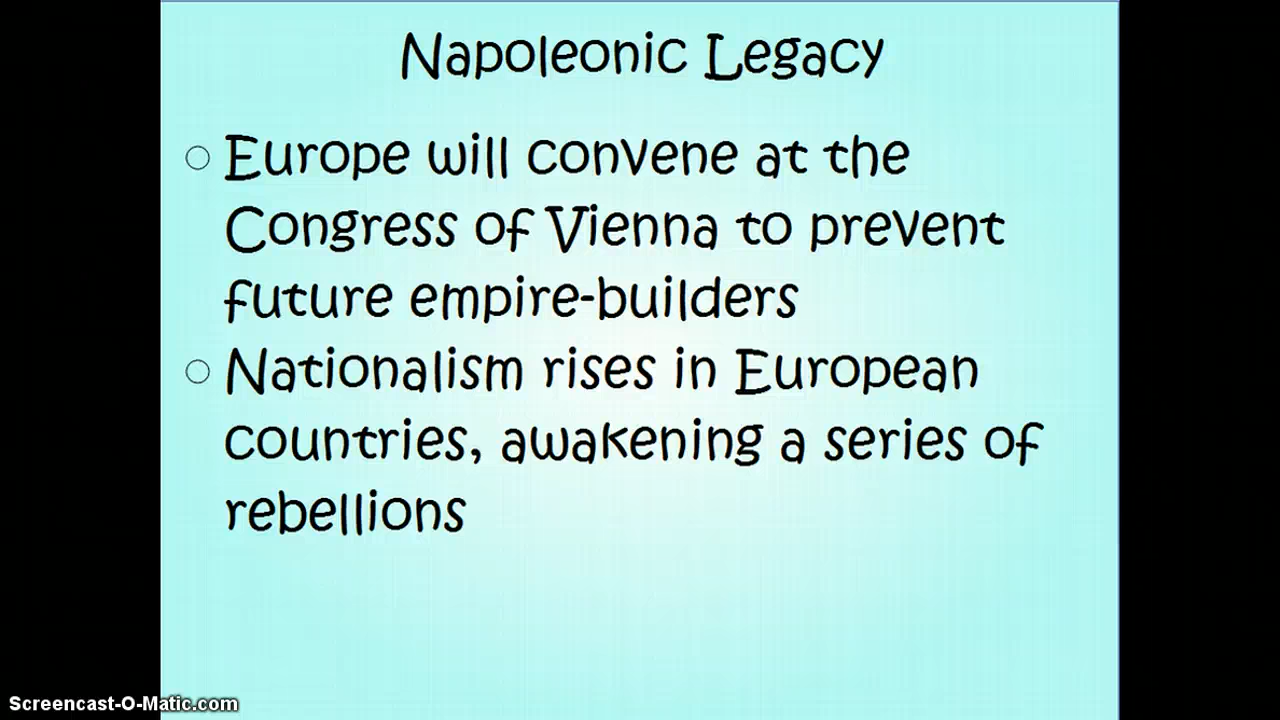 Napoleonic Legacy
Europe will convene at the
Congress of Vienna to prevent
future empire-builders
Nationalism rises in European
countries, awakening a series of
rebellions
Screencast-O-Matic.com